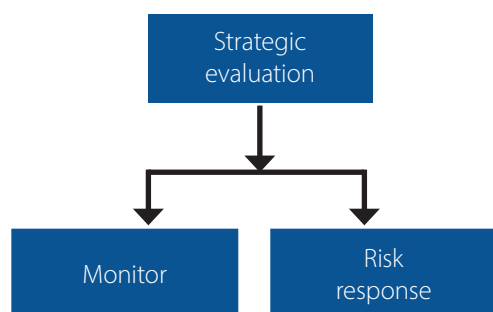 Strategic
evaluation
Monitor
Risk
response